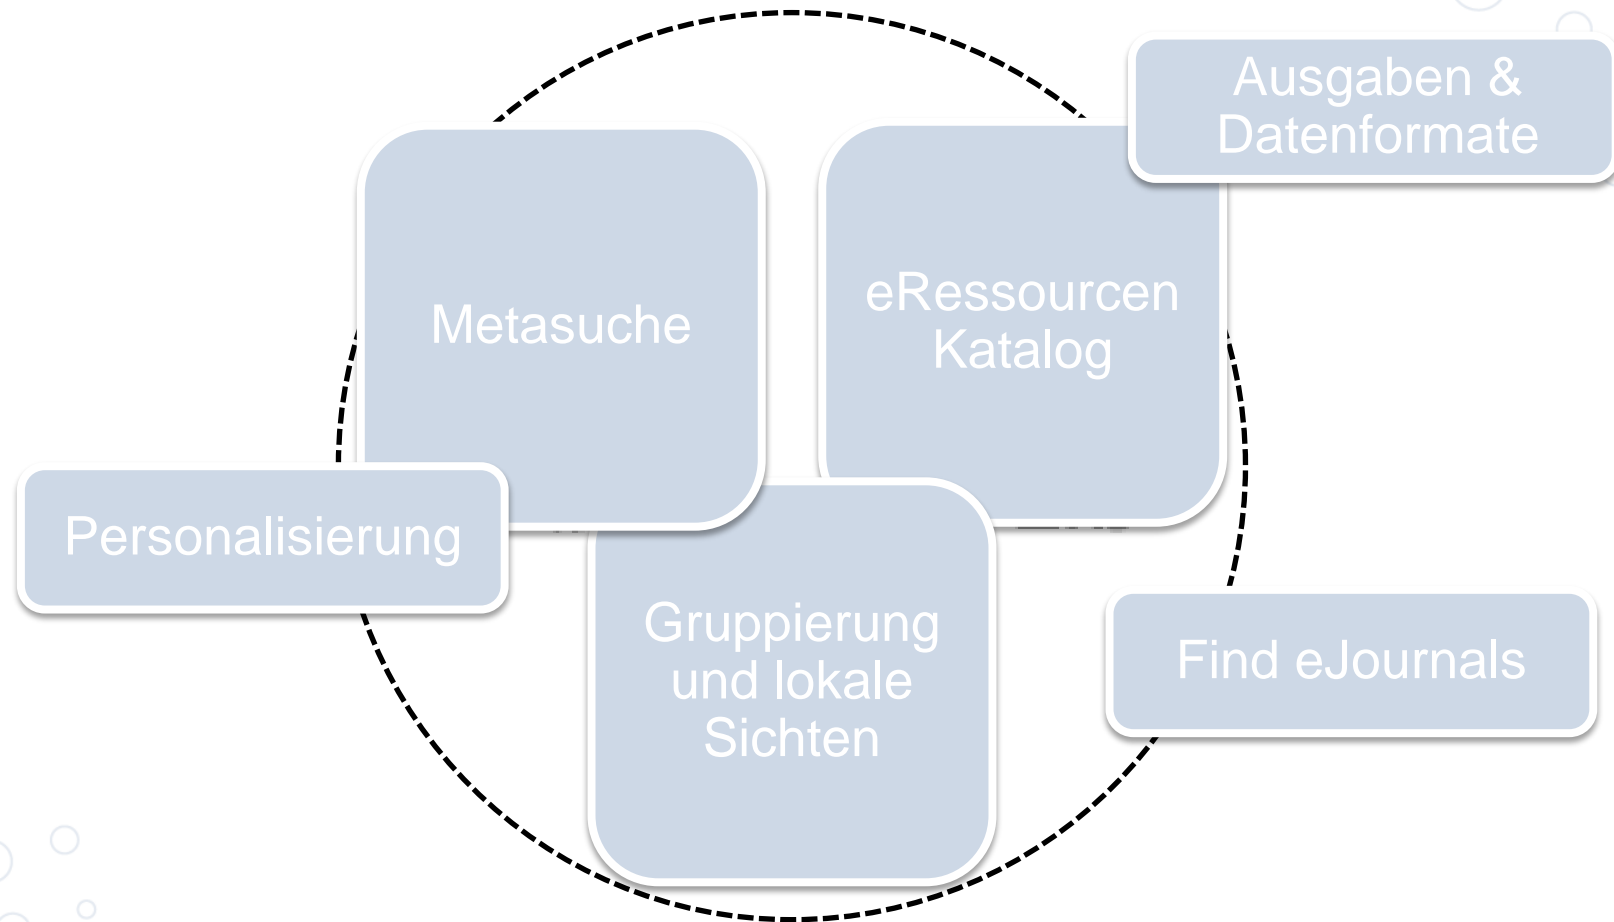 Ausgaben &
Datenformate
Metasuche
eRessourcen
Katalog
Personalisierung
Gruppierung
und lokale
Sichten
Find eJournals